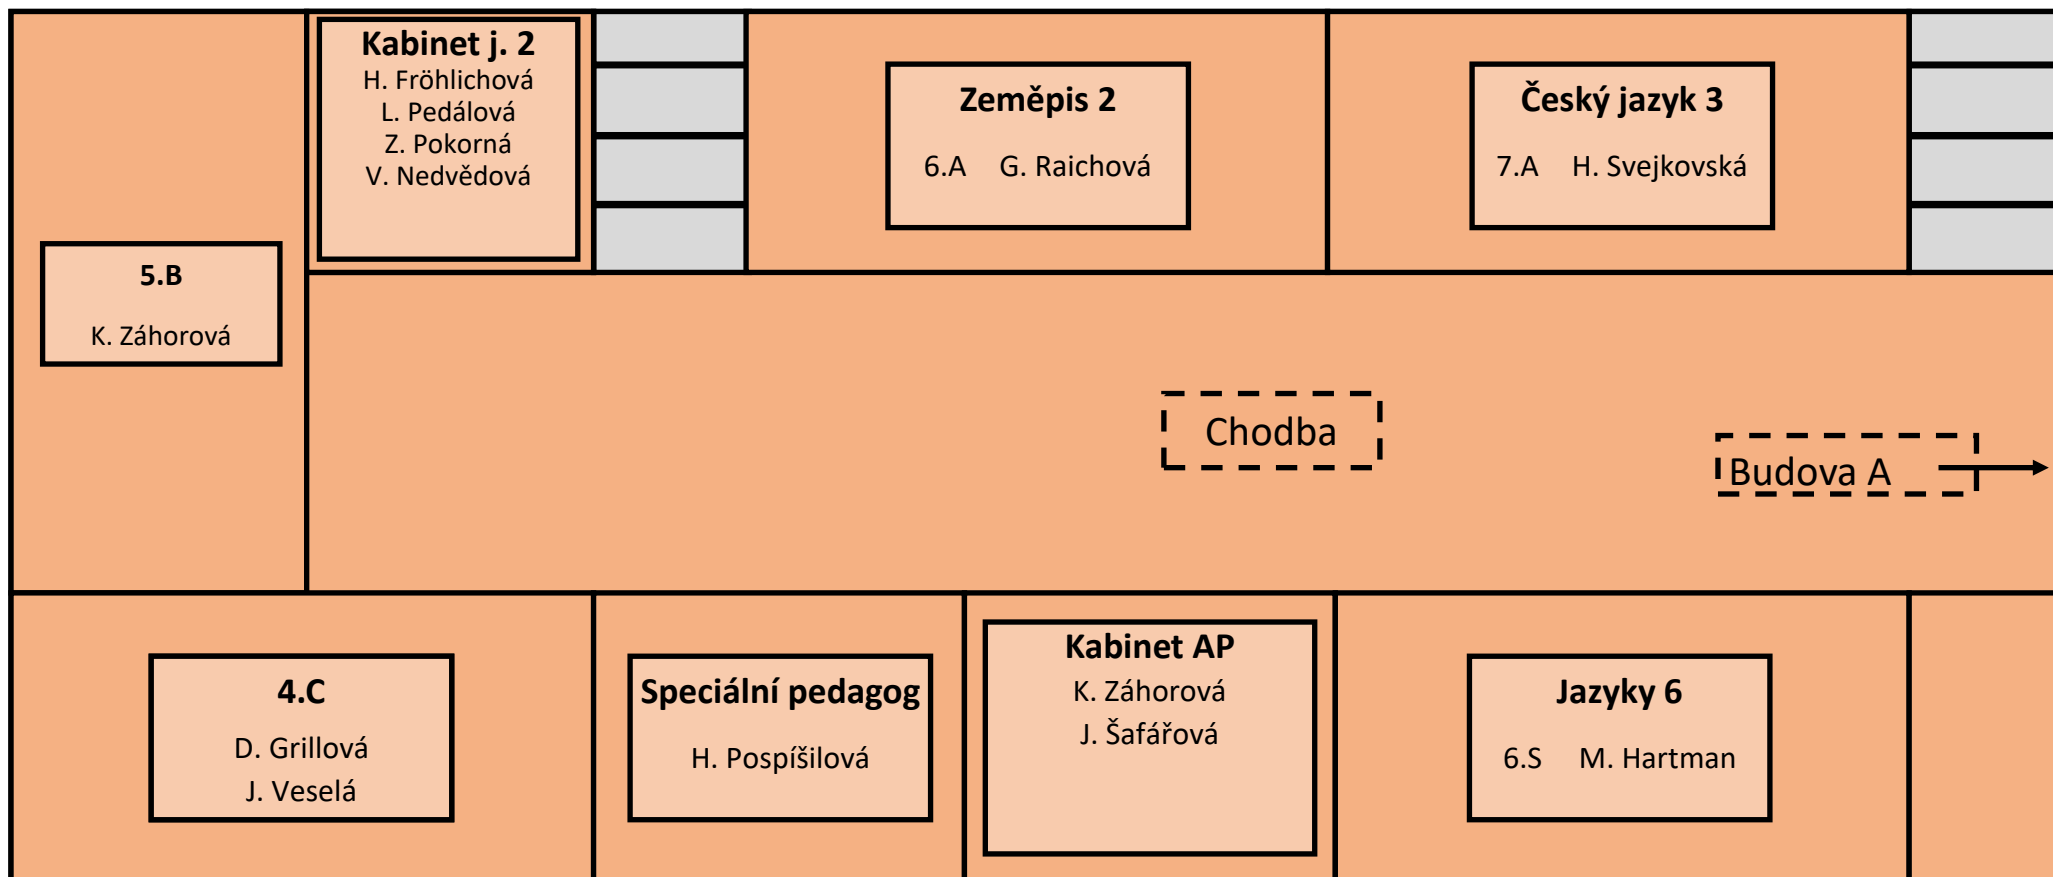 Kabinet j. 2
H. Fröhlichová
L. Pedálová
Z. Pokorná
V. Nedvědová
Zeměpis 2
6.A G. Raichová
Český jazyk 3
7.A H. Svejkovská
5.B
K. Záhorová
Chodba
Budova A
4.C
D. Grillová
J. Veselá
Speciální pedagog
H. Pospíšilová
Kabinet AP
K. Záhorová
J. Šafářová
Jazyky 6
6.S M. Hartman